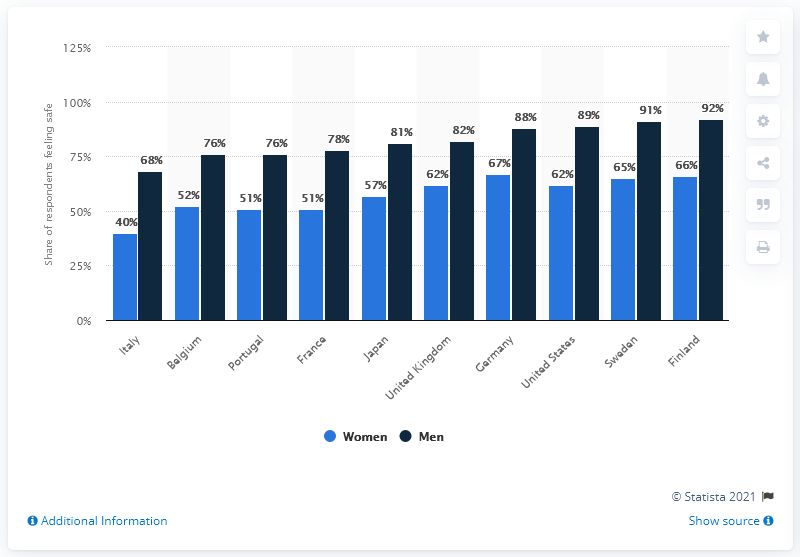 125%
100%
75%
50%
25%
0%
Share of respondents feeling safe
40% 68%
52% 76%
51% 76%
51% 78%
57% 81%
62% 82%
67% 88%
62% 89%
65% 91%
66% 92%
Italy
Belgium
Portugal
France
Japan
United Kingdom
Germany
United States
Sweden
Finland
Women Men
© Statista 2021
Additional Information
Show source